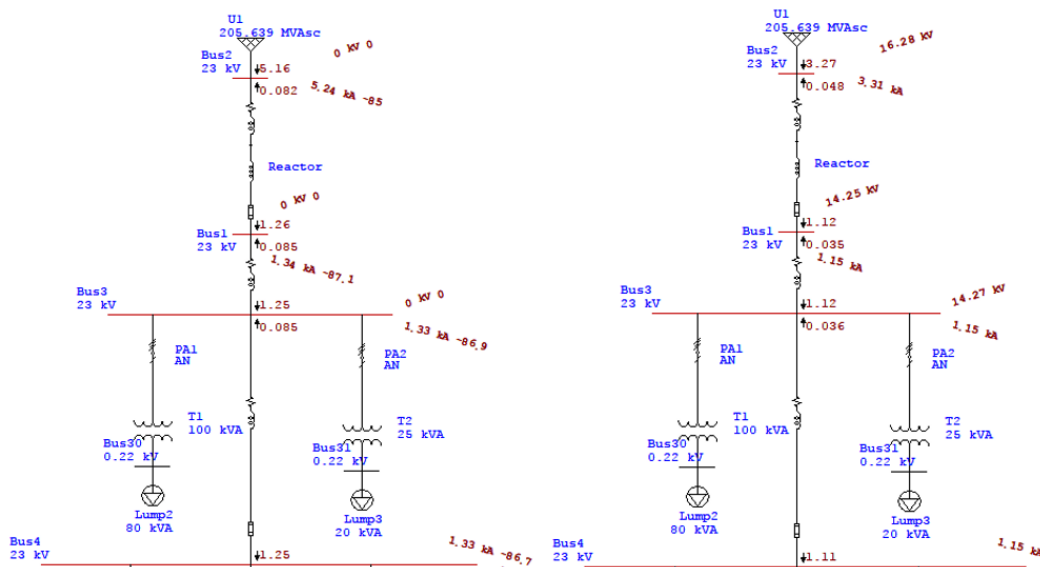 U1
205.639 MVAsc
0 kV 0
Bus2
23 kV
5.16
0.082
5.24 kA -85
Reactor
0 kV 0
1.26
Bus1
23 kV
0.085
1.34 kA -87.1
Bus3
23 kV
1.25
0 kV 0
0.085
1.33 kA -86.9
PA1
AN
PA2
AN
T1
100 kVA
T2
25 kVA
Bus30
0.22 kV
Bus31
0.22 kV
Lump2
80 kVA
Lump3
20 kVA
Bus4
23 kV
1.25
1.33 kA -86.7
U1
205.639 MVAsc
16.28 kV
Bus2
23 kV
3.27
0.048
3.31 kA
Reactor
14.25 kV
1.12
Bus1
23 kV
0.035
1.15 kA
Bus3
23 kV
1.12
14.27 kV
0.036
1.15 kA
PA1
AN
PA2
AN
T1
100 kVA
T2
25 kVA
Bus30
0.22 kV
Bus31
0.22 kV
Lump2
80 kVA
Lump3
20 kVA
Bus4
23 kV
1.11
1.15 kA